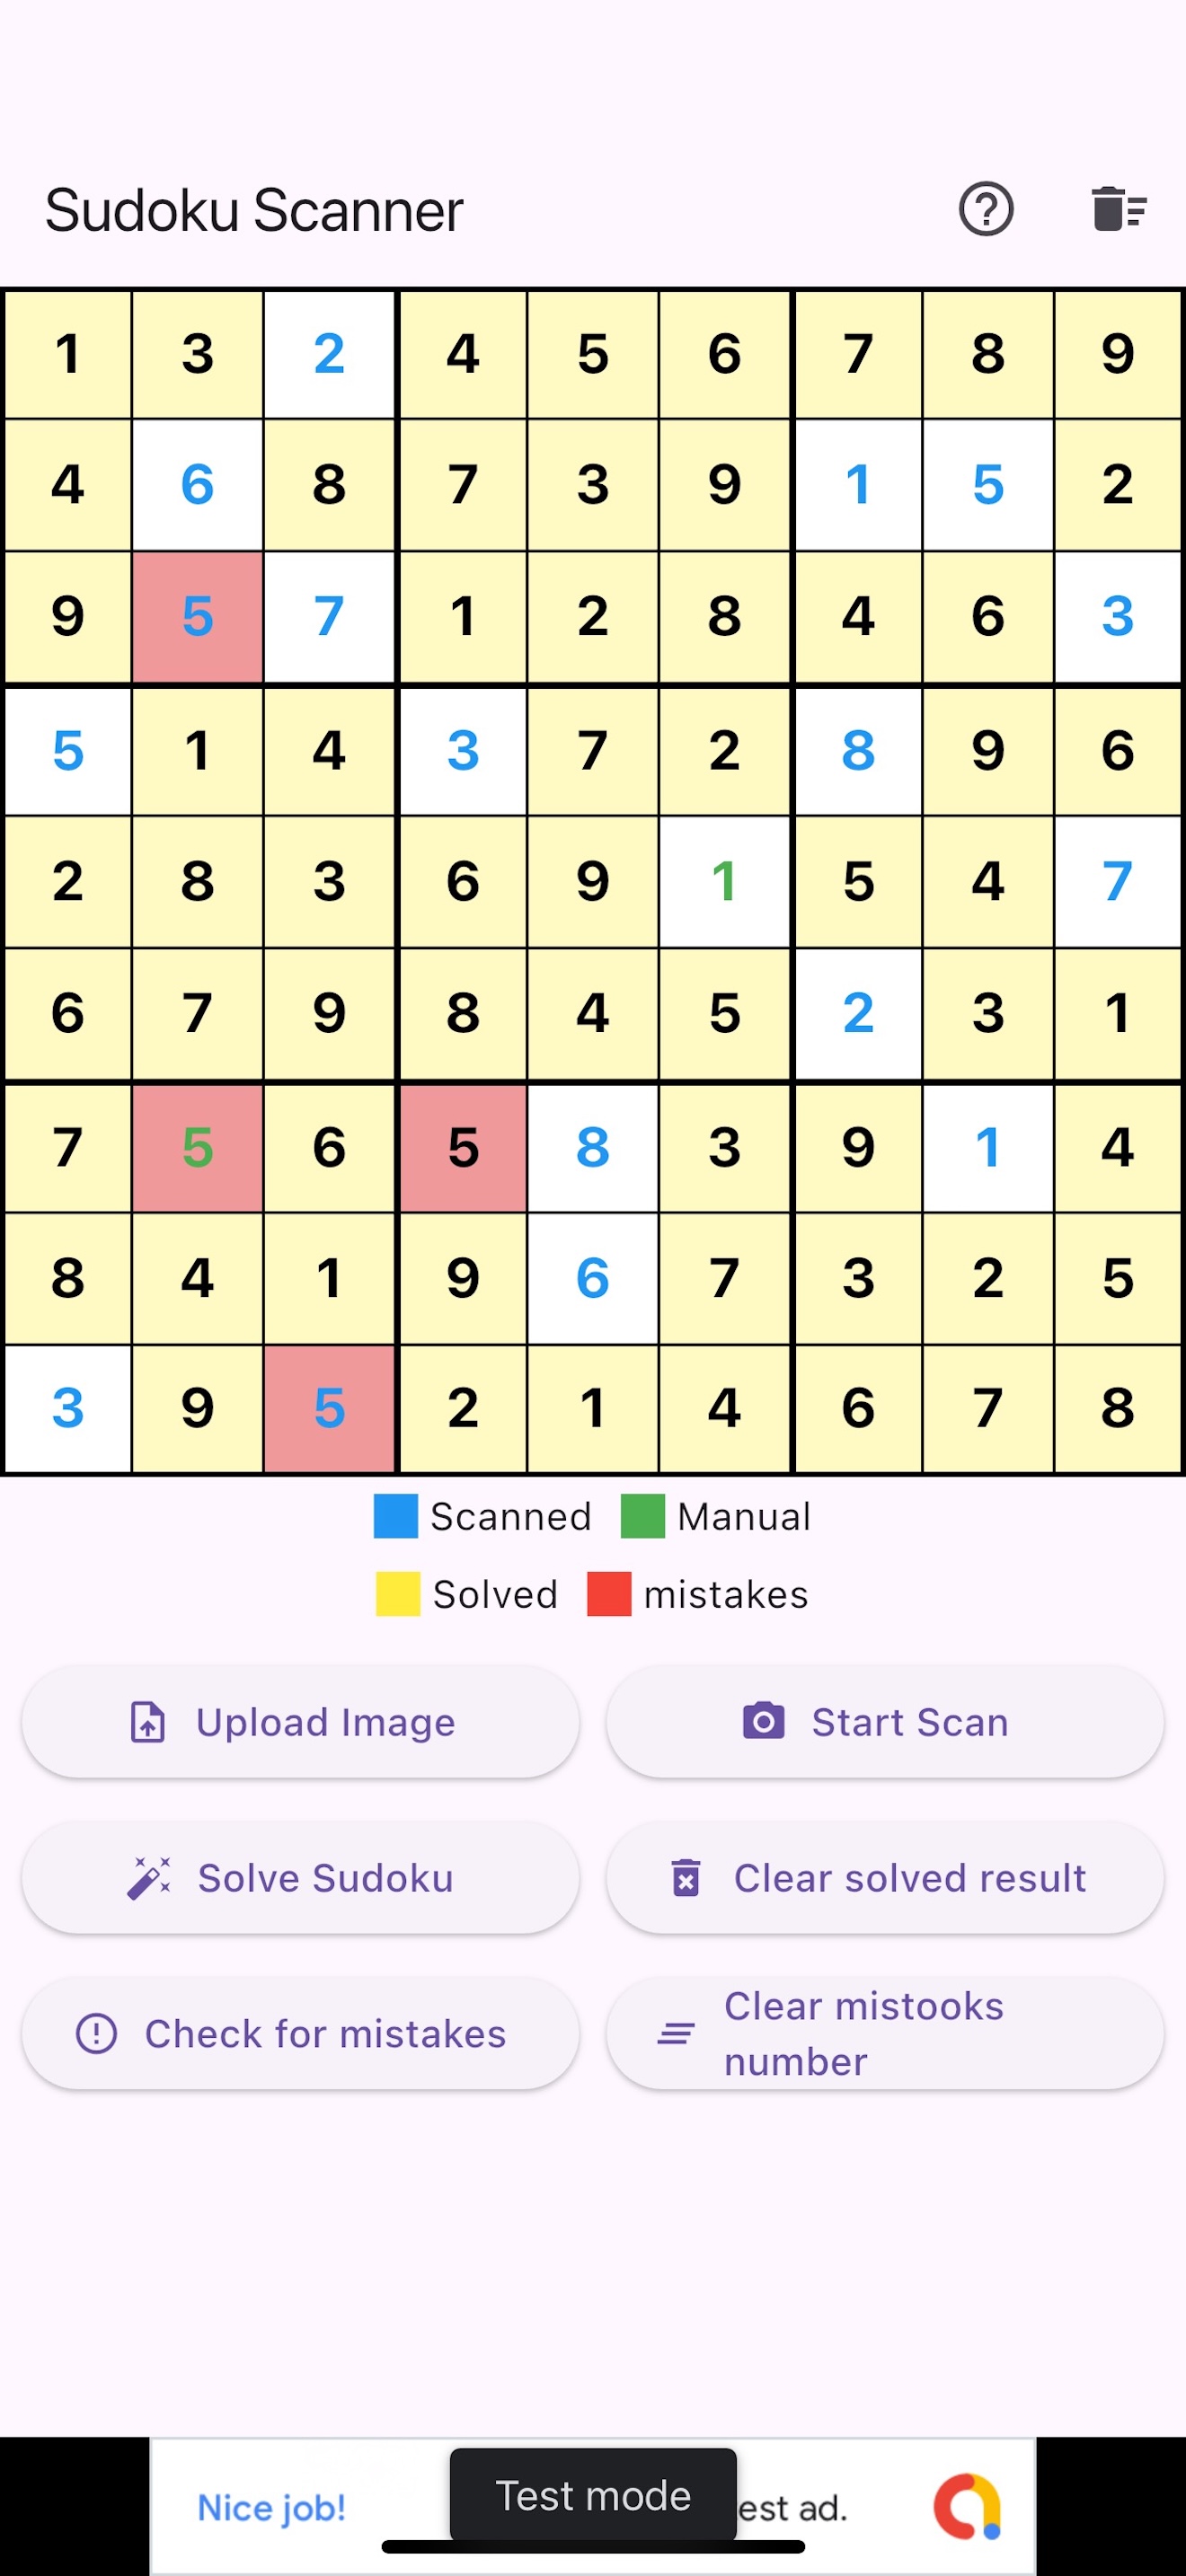 Sudoku Scanner
1 3 2 4 5 6 7 8 9
4 6 8 7 3 9 1 5 2
9 5 7 1 2 8 4 6 3
5 1 4 3 7 2 8 9 6
2 8 3 6 9 1 5 4 7
6 7 9 8 4 5 2 3 1
7 5 6 5 8 3 9 1 4
8 4 1 9 6 7 3 2 5
3 9 5 2 1 4 6 7 8
Scanned Manual
Solved mistakes
Upload Image Start Scan
Solve Sudoku Clear solved result
Check for mistakes Clear mistooks
number
Nice job! Test mode est ad.